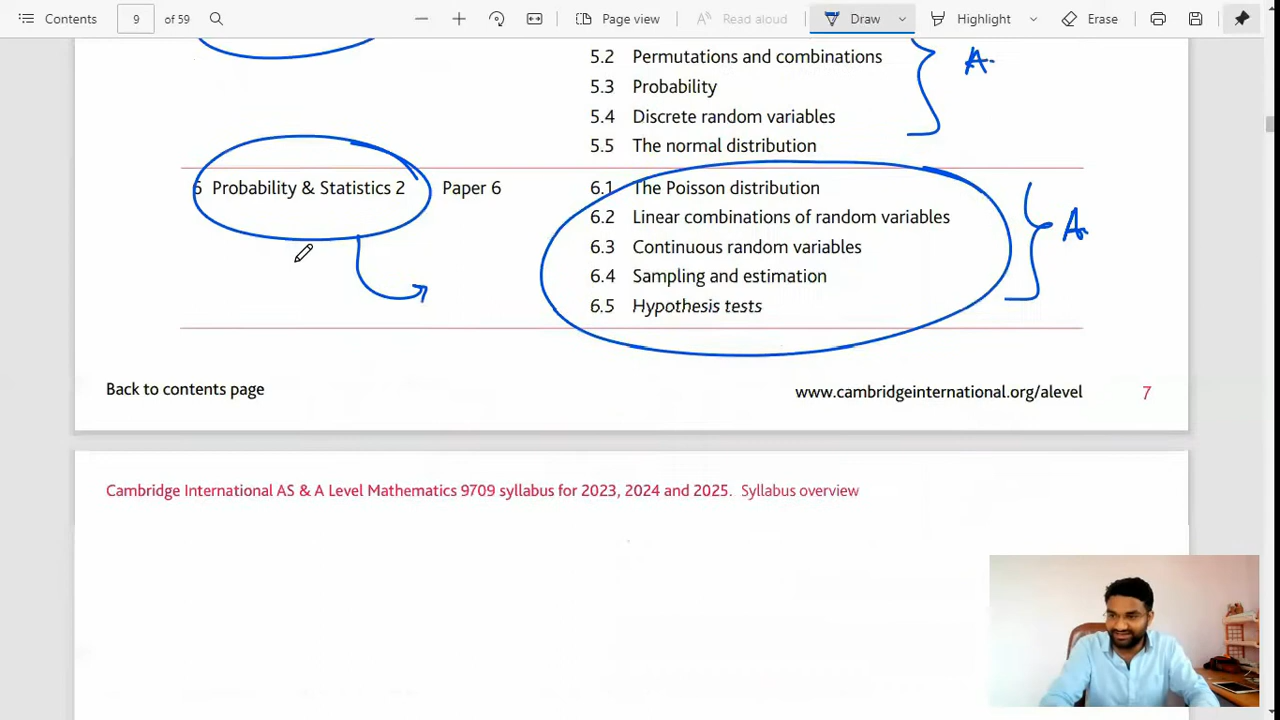 Contents 9 of 59 Page view Read aloud Draw Highlight Erase
5.2 Permutations and combinations
A.
5.3 Probability
5.4 Discrete random variables
5.5 The normal distribution
6 Probability & Statistics 2 Paper 6 6.1 The Poisson distribution
6.2 Linear combinations of random variables
A.
6.3 Continuous random variables
6.4 Sampling and estimation
6.5 Hypothesis tests
Back to contents page www.cambridgeinternational.org/alevel 7
Cambridge International AS & A Level Mathematics 9709 syllabus for 2023, 2024 and 2025. Syllabus overview